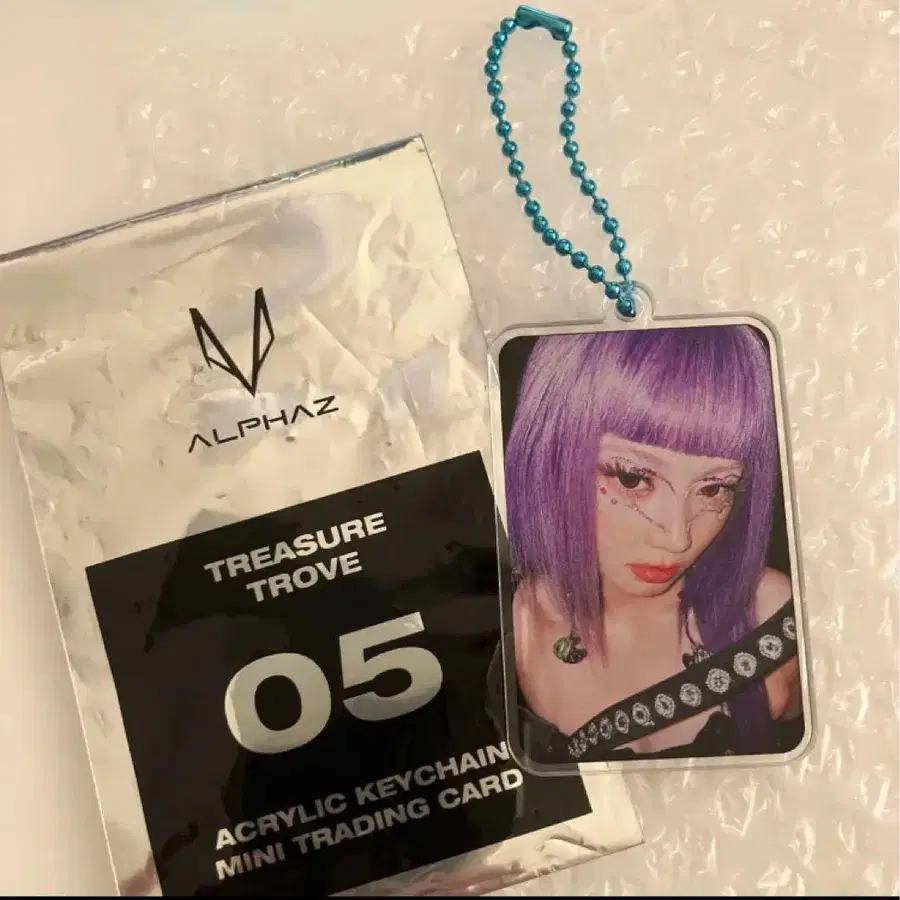 ALPHAZ
TREASURE
TROVE
05
ACRYLIC KEYCHAIN
MINI TRADING CARD